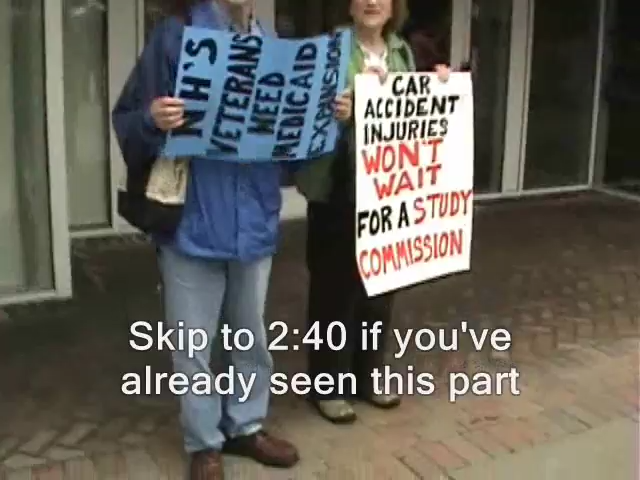 NH'S
VETERANS
NEED
MEDICAID
EXPANSION
CAR
ACCIDENT
INJURIES
WON'T
WAIT
FOR A STUDY
COMMISSION
Skip to 2:40 if you've
already seen this part